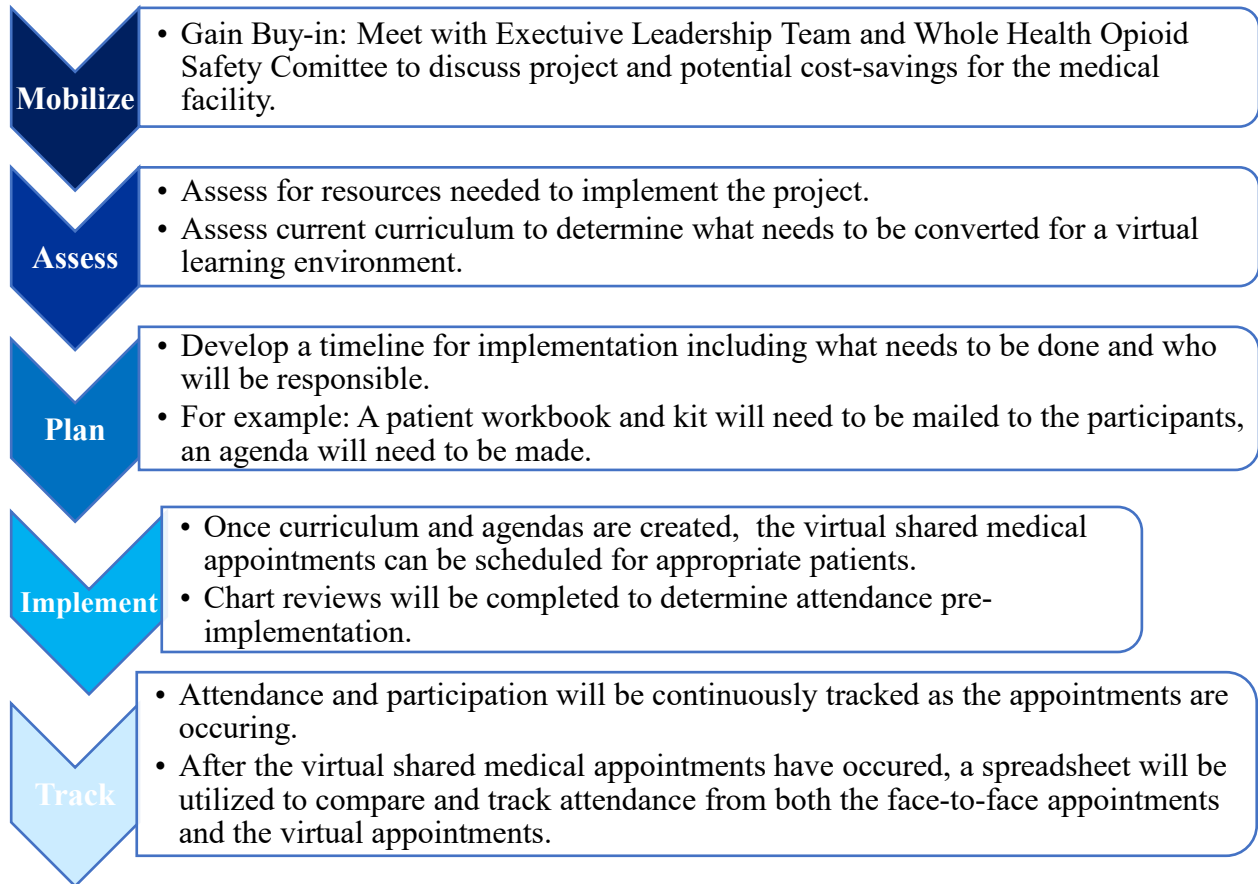 Mobilize
• Gain Buy-in: Meet with Exectuive Leadership Team and Whole Health Opioid
Safety Comittee to discuss project and potential cost-savings for the medical
facility.
Assess
• Assess for resources needed to implement the project.
• Assess current curriculum to determine what needs to be converted for a virtual
learning environment.
Plan
• Develop a timeline for implementation including what needs to be done and who
will be responsible.
• For example: A patient workbook and kit will need to be mailed to the participants,
an agenda will need to be made.
Implement
• Once curriculum and agendas are created,  the virtual shared medical
appointments can be scheduled for appropriate patients.
• Chart reviews will be completed to determine attendance pre-
implementation.
Track
• Attendance and participation will be continuously tracked as the appointments are
occuring.
• After the virtual shared medical appointments have occured, a spreadsheet will be
utilized to compare and track attendance from both the face-to-face appointments
and the virtual appointments.